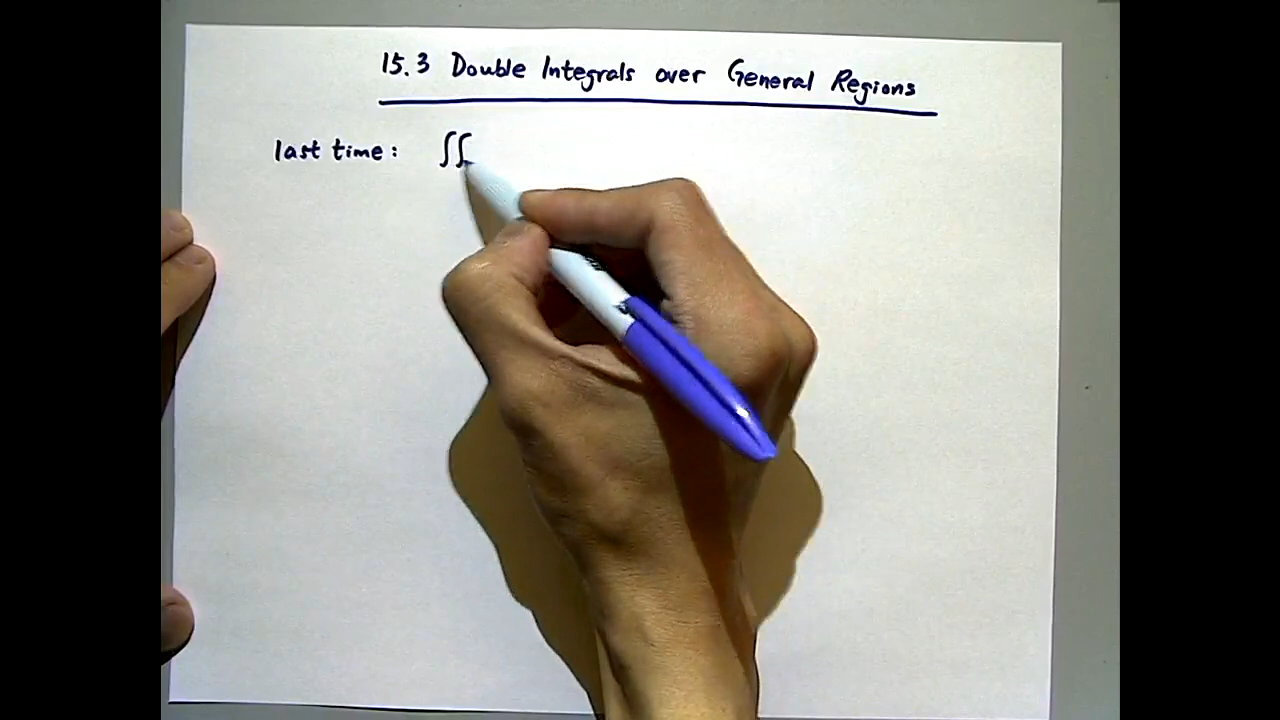 15.3 Double Integrals over General Regions
last time: ∬